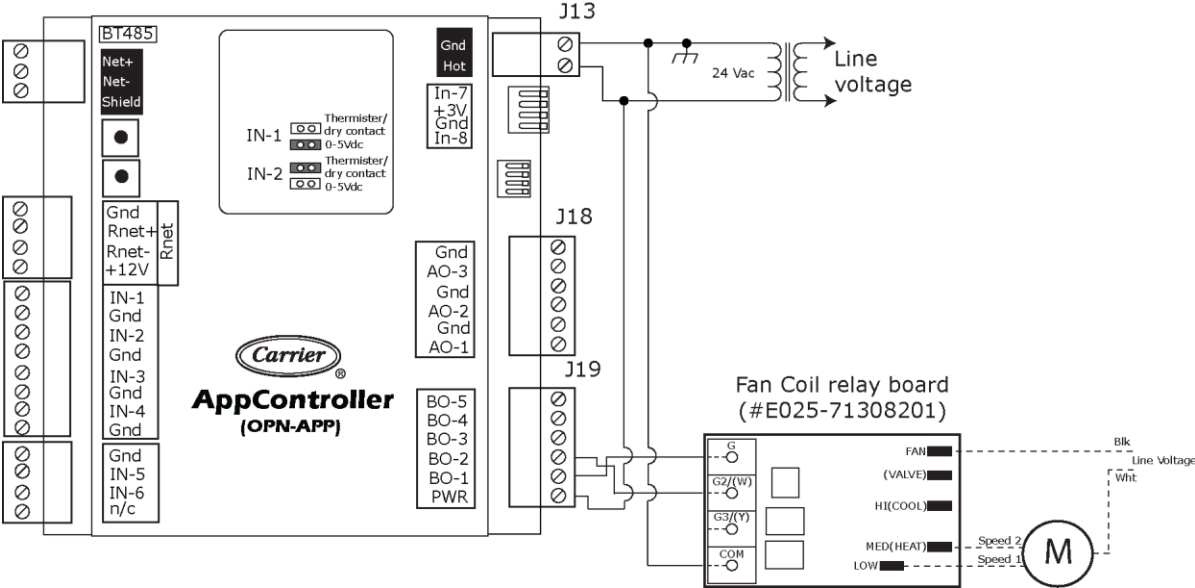 J13
BT485
Net+
Net-
Shield
Gnd
Hot
24 Vac
Line
voltage
In-7
+3V
Gnd
In-8
IN-1
Thermister/
dry contact
0-5Vdc
IN-2
Thermister/
dry contact
0-5Vdc
Gnd
Rnet+
Rnet-
+12V
Rnet
J18
Gnd
AO-3
Gnd
AO-2
Gnd
AO-1
IN-1
Gnd
IN-2
Gnd
IN-3
Gnd
IN-4
Gnd
Carrier
®
AppController
(OPN-APP)
J19
BO-5
BO-4
BO-3
BO-2
BO-1
PWR
Gnd
IN-5
IN-6
n/c
Fan Coil relay board
(#E025-71308201)
G
G2/(W)
G3/(Y)
COM
FAN
(VALVE)
HI(COOL)
MED(HEAT)
LOW
Blk
Line Voltage
Wht
Speed 2
Speed 1
M